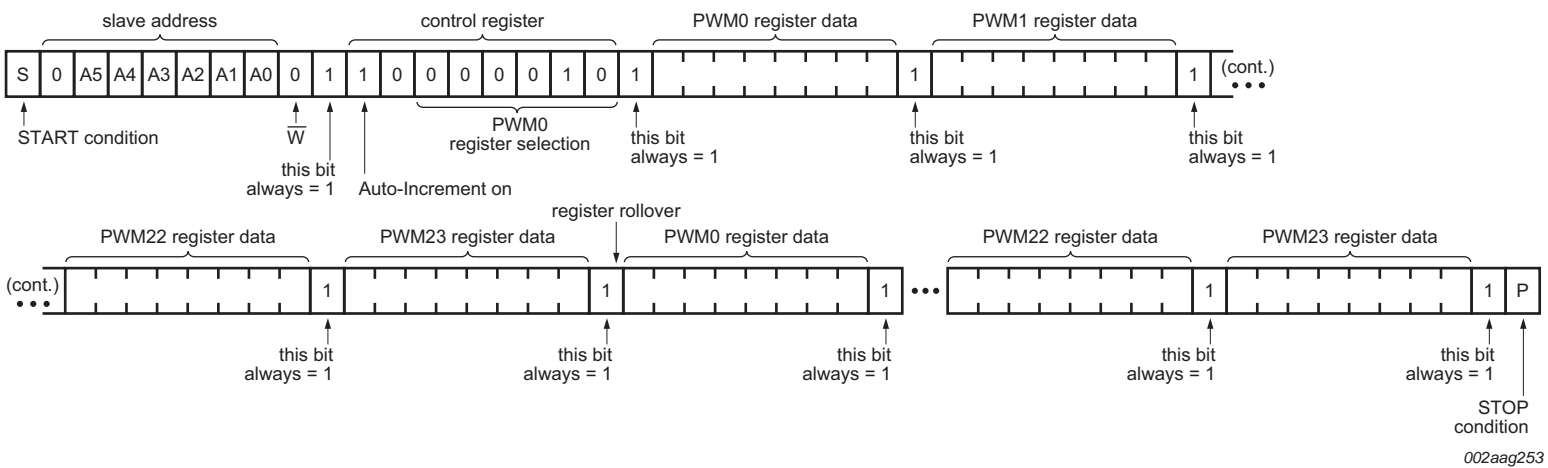 slave address control register PWM0 register data PWM1 register data
S 0 A5 A4 A3 A2 A1 A0 0 1 1 0 0 0 0 0 1 0 1 1 1 (cont.)
START condition W PWM0 this bit this bit this bit
register selection always = 1 always = 1 always = 1
this bit
always = 1 Auto-Increment on
register rollover
PWM22 register data PWM23 register data PWM0 register data PWM22 register data PWM23 register data
(cont.) 1 1 1 1 1 P
this bit this bit this bit this bit this bit
always = 1 always = 1 always = 1 always = 1 always = 1
STOP
condition
002aag253